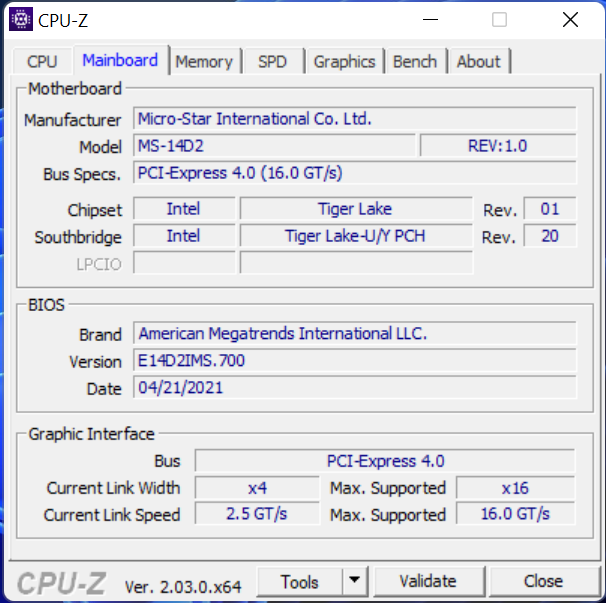 CPU-Z
CPU Mainboard Memory SPD Graphics Bench About
Motherboard
Manufacturer Micro-Star International Co. Ltd.
Model MS-14D2 REV:1.0
Bus Specs. PCI-Express 4.0 (16.0 GT/s)
Chipset Intel Tiger Lake Rev. 01
Southbridge Intel Tiger Lake-U/Y PCH Rev. 20
LPCIO
BIOS
Brand American Megatrends International LLC.
Version E14D2IMS.700
Date 04/21/2021
Graphic Interface
Bus PCI-Express 4.0
Current Link Width x4 Max. Supported x16
Current Link Speed 2.5 GT/s Max. Supported 16.0 GT/s
CPU-Z Ver. 2.03.0.x64 Tools Validate Close